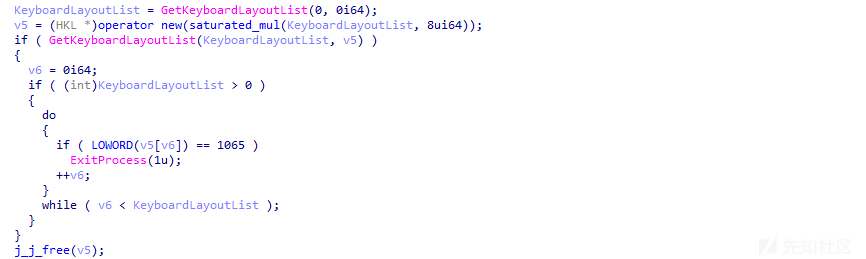 KeyboardLayoutList = GetKeyboardLayoutList(0, 0i64);
v5 = (HKL *)operator new(saturated_mul(KeyboardLayoutList, 8ui64));
if ( GetKeyboardLayoutList(KeyboardLayoutList, v5) )
{
  v6 = 0i64;
  if ( (int)KeyboardLayoutList > 0 )
  {
    do
    {
      if ( LOWORD(v5[v6]) == 1065 )
        ExitProcess(1u);
      ++v6;
    }
    while ( v6 < KeyboardLayoutList );
  }
}
j_j_free(v5);
先知社区